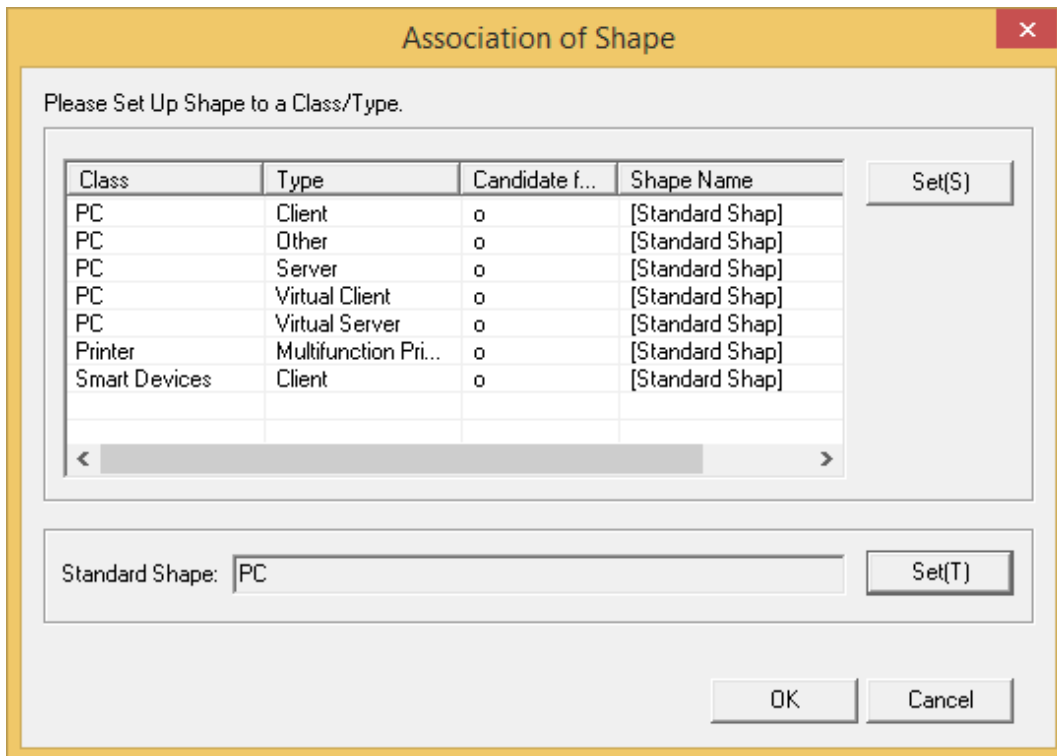 Association of Shape
Please Set Up Shape to a Class/Type.
Class Type Candidate f... Shape Name
Set(S)
PC Client o [Standard Shap]
PC Other o [Standard Shap]
PC Server o [Standard Shap]
PC Virtual Client o [Standard Shap]
PC Virtual Server o [Standard Shap]
Printer Multifunction Pri... o [Standard Shap]
Smart Devices Client o [Standard Shap]
Standard Shape: PC
Set(T)
OK Cancel